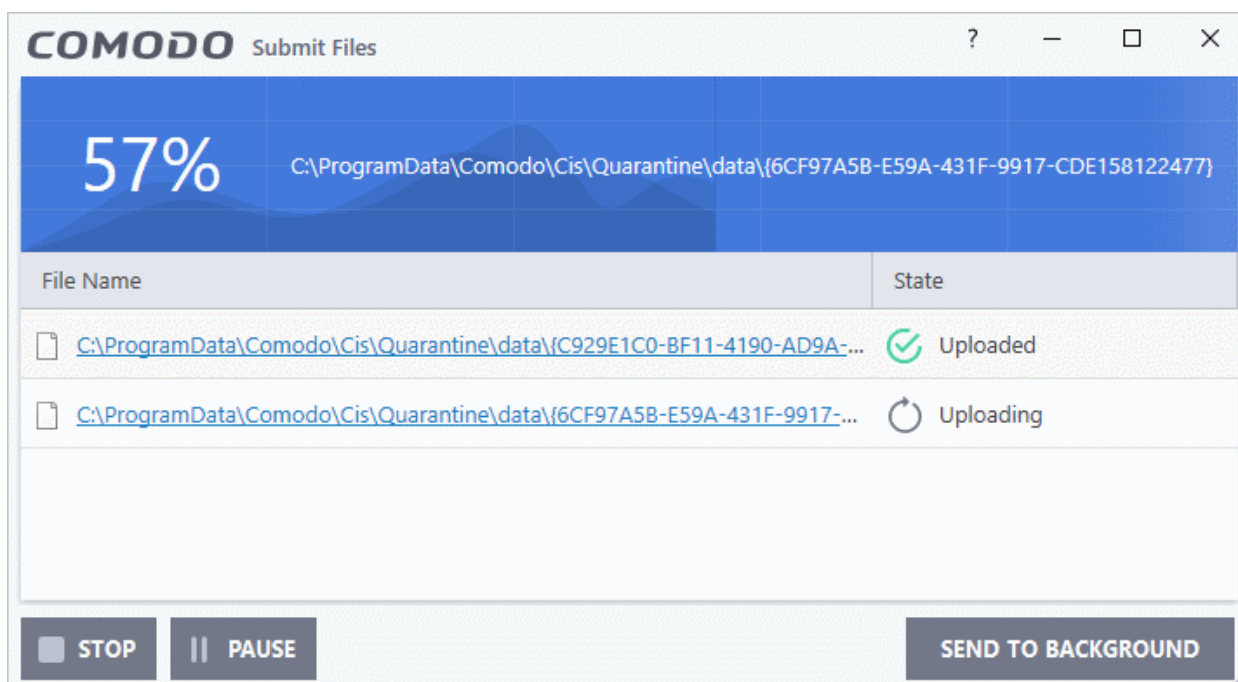 COMODO Submit Files ?
57% C:\ProgramData\Comodo\Cis\Quarantine\data\{6CF97A5B-E59A-431F-9917-CDE158122477}
File Name State
C:\ProgramData\Comodo\Cis\Quarantine\data\{C929E1C0-BF11-4190-AD9A-... Uploaded
C:\ProgramData\Comodo\Cis\Quarantine\data\{6CF97A5B-E59A-431F-9917-... Uploading
STOP PAUSE SEND TO BACKGROUND